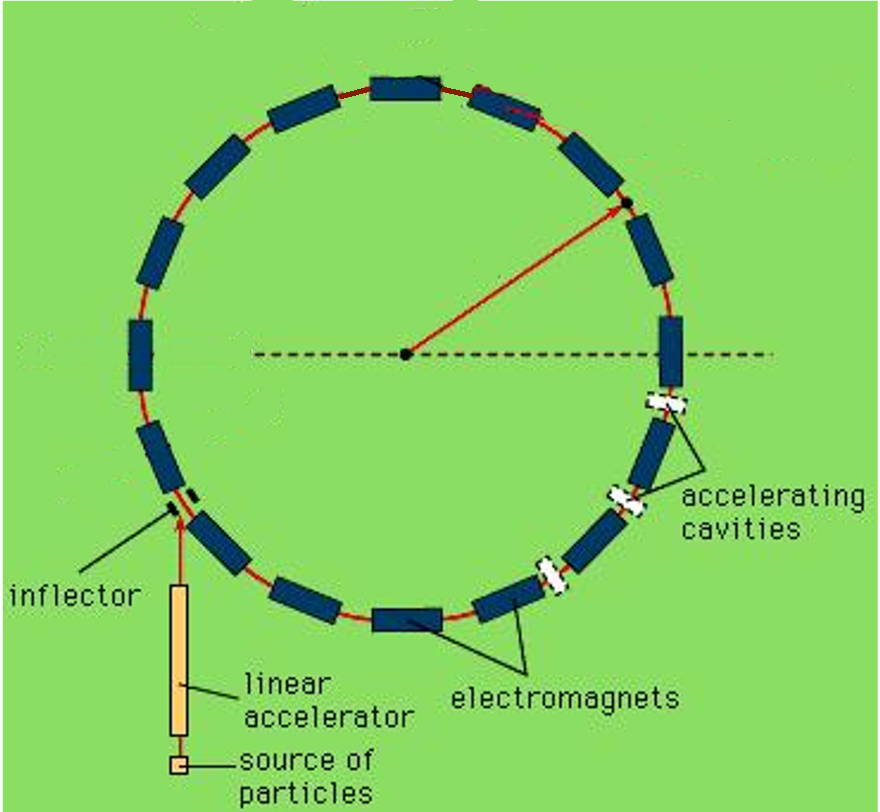 accelerating
cavities
inflector
linear
accelerator
electromagnets
source of
particles